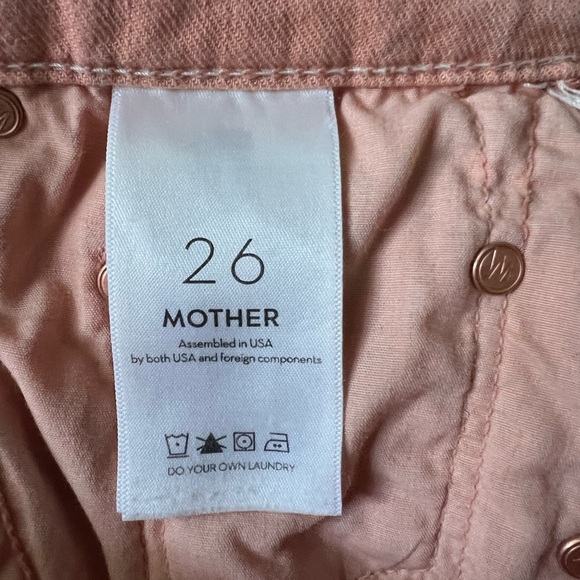 26
MOTHER
Assembled in USA
by both USA and foreign components
DO YOUR OWN LAUNDRY